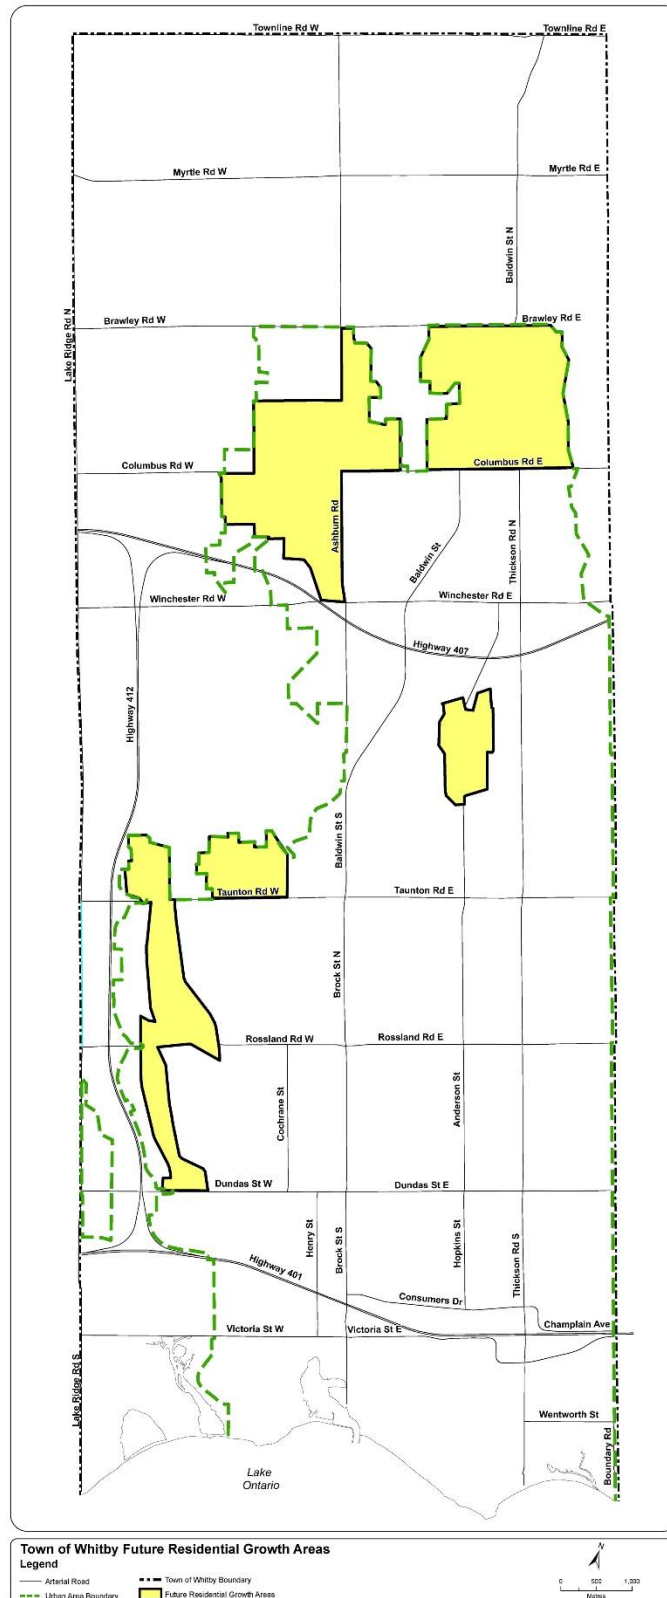 Townline Rd W
Townline Rd E
Myrtle Rd W
Myrtle Rd E
Baldwin St N
Lake Ridge Rd N
Brawley Rd W
Brawley Rd E
Columbus Rd W
Columbus Rd E
Ashburn Rd
Baldwin St
Thickson Rd N
Winchester Rd W
Winchester Rd E
Highway 407
Highway 412
Baldwin St S
Taunton Rd W
Taunton Rd E
Brock St N
Rossland Rd W
Rossland Rd E
Cochrane St
Anderson St
Dundas St W
Dundas St E
Henry St
Brock St S
Hopkins St
Thickson Rd S
Highway 401
Consumers Dr
Champlain Ave
Victoria St W
Victoria St E
Lake Ridge Rd S
Wentworth St
Boundary Rd
Lake
Ontario
Town of Whitby Future Residential Growth Areas
Legend
Arterial Road
Town of Whitby Boundary
Urban Area Boundary
Future Residential Growth Areas
N
0 500 1,000
Metres